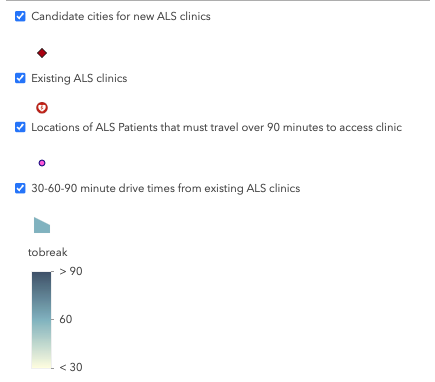 Candidate cities for new ALS clinics
Existing ALS clinics
Locations of ALS Patients that must travel over 90 minutes to access clinic
30-60-90 minute drive times from existing ALS clinics
tobreak
> 90
60
< 30